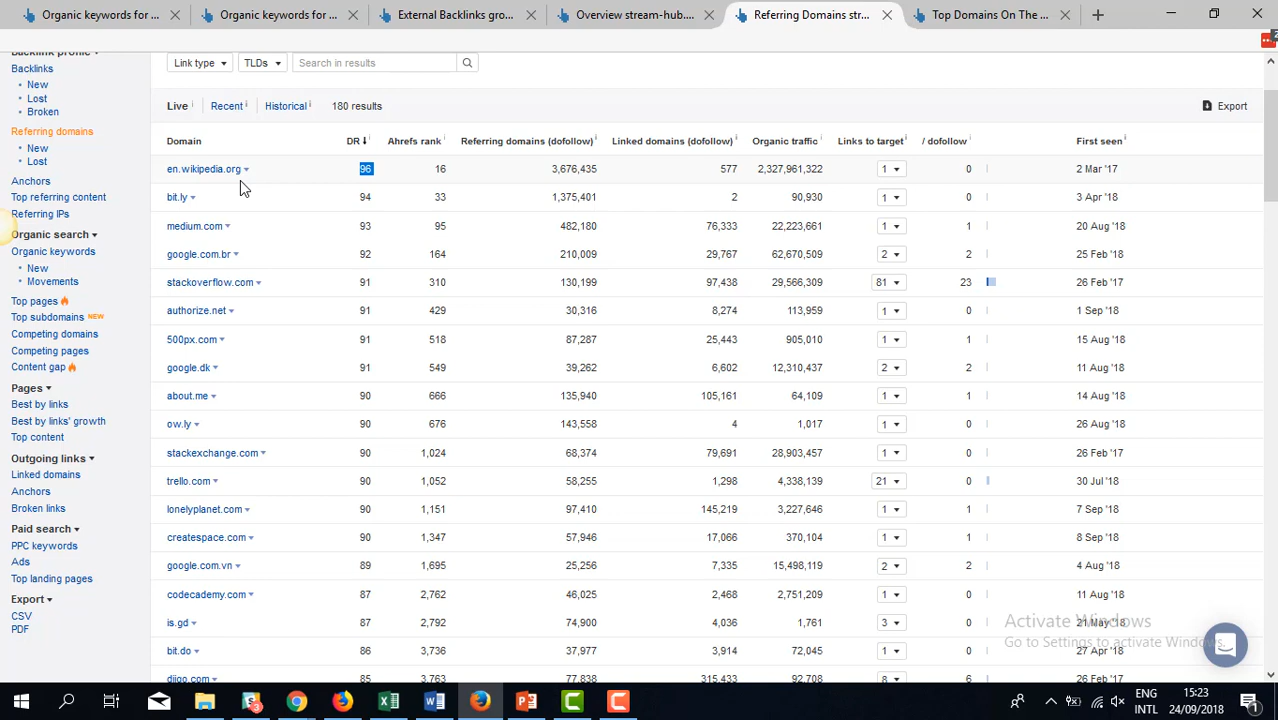 Organic keywords for ...
Organic keywords for ...
External Backlinks gro...
Overview stream-hub....
Referring Domains str...
Top Domains On The ...
Backlink profile
Backlinks
New
Lost
Broken
Referring domains
New
Lost
Anchors
Top referring content
Referring IPs
Organic search
Organic keywords
New
Movements
Top pages
Top subdomains NEW
Competing domains
Competing pages
Content gap
Pages
Best by links
Best by links' growth
Top content
Outgoing links
Linked domains
Anchors
Broken links
Paid search
PPC keywords
Ads
Top landing pages
Export
CSV
PDF
Link type TLDs Search in results
Live Recent Historical 180 results Export
Domain DR Ahrefs rank Referring domains (dofollow) Linked domains (dofollow) Organic traffic Links to target / dofollow First seen
en.wikipedia.org 96 16 3,676,435 577 2,327,961,322 1 0 2 Mar '17
bit.ly 94 33 1,375,401 2 90,930 1 0 3 Apr '18
medium.com 93 95 482,180 76,333 22,223,661 1 1 20 Aug '18
google.com.br 92 164 210,009 29,767 62,670,509 2 2 25 Feb '18
stackoverflow.com 91 310 130,199 97,438 29,566,309 81 23 26 Feb '17
authorize.net 91 429 30,316 8,274 113,959 1 0 1 Sep '18
500px.com 91 518 87,287 25,443 905,010 1 1 15 Aug '18
google.dk 91 549 39,262 6,602 12,310,437 2 2 11 Aug '18
about.me 90 666 135,940 105,161 64,109 1 1 14 Aug '18
ow.ly 90 676 143,558 4 1,017 1 0 26 Aug '18
stackexchange.com 90 1,024 68,374 79,691 28,903,457 1 0 26 Feb '17
trello.com 90 1,052 58,255 1,298 4,338,139 21 0 30 Jul '18
lonelyplanet.com 90 1,151 97,410 145,219 3,227,646 1 1 7 Sep '18
createspace.com 90 1,347 57,946 17,066 370,104 1 1 8 Sep '18
google.com.vn 89 1,695 25,256 7,335 15,498,119 2 2 4 Aug '18
codecademy.com 87 2,762 46,025 2,468 2,751,209 1 0 11 Aug '18
is.gd 87 2,792 74,900 4,036 1,761 3 0 21 May '18
bit.do 86 3,736 37,977 3,914 72,045 1 0 27 Apr '18
diigo.com 85 3,763 77,838 315,433 92,708 8 6
Activate Windows
Go to Settings to activate Windows.
ENG
INTL
15:23
24/09/2018